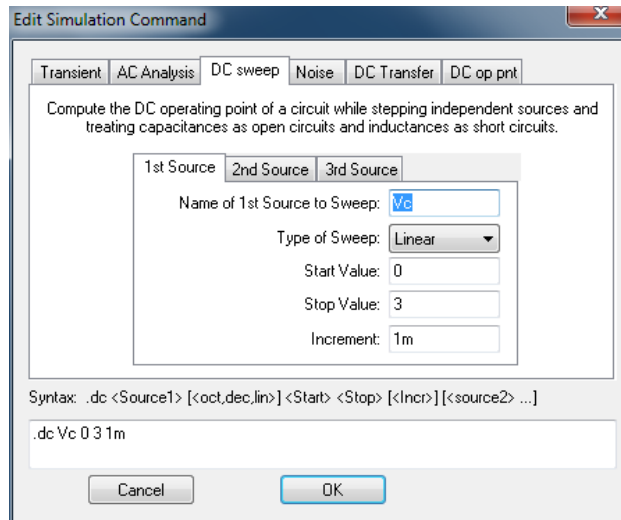 Edit Simulation Command
x
Transient AC Analysis DC sweep Noise DC Transfer DC op pnt
Compute the DC operating point of a circuit while stepping independent sources and
treating capacitances as open circuits and inductances as short circuits.
1st Source 2nd Source 3rd Source
Name of 1st Source to Sweep: Vc
Type of Sweep: Linear
Start Value: 0
Stop Value: 3
Increment: 1m
Syntax: .dc <Source1> [<oct,dec,lin>] <Start> <Stop> [<Incr>] [<source2> ...]
.dc Vc 0 3 1m
Cancel OK